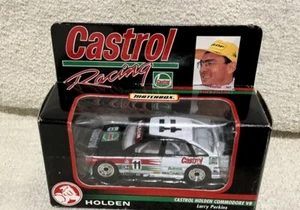 Castrol
Racing
Castrol
MATCHBOX
Castrol
11
HOLDEN
CASTROL HOLDEN COMMODORE VR
Larry Perkins